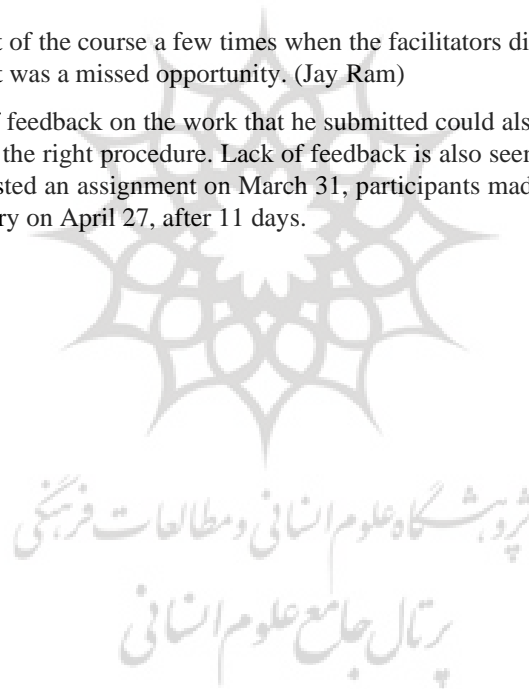 t of the course a few times when the facilitators di
t was a missed opportunity. (Jay Ram)
f feedback on the work that he submitted could als
the right procedure. Lack of feedback is also seen
sted an assignment on March 31, participants mad
ry on April 27, after 11 days.
پژوهشگاه علوم انسانی و مطالعات فرهنگی
پرتال جامع علوم انسانی